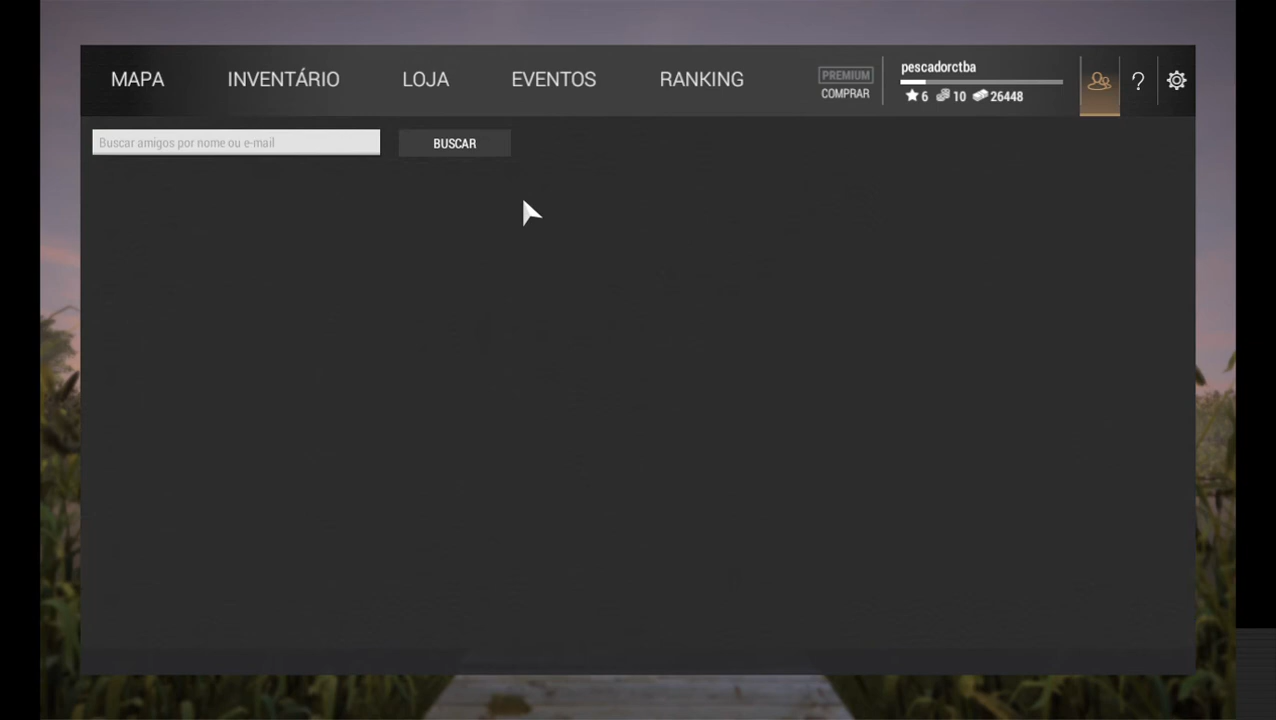 MAPA INVENTÁRIO LOJA EVENTOS RANKING
PREMIUM
COMPRAR
pescadorctba
6 10 26448
?
Buscar amigos por nome ou e-mail
BUSCAR